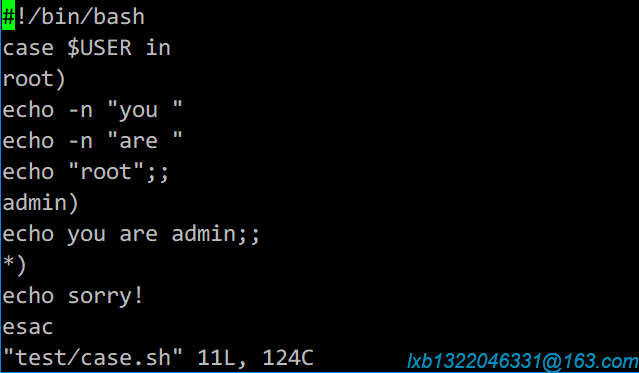 #!/bin/bash
case $USER in
root)
echo -n "you "
echo -n "are "
echo "root";;
admin)
echo you are admin;;
*)
echo sorry!
esac
"test/case.sh" 11L, 124C
lxb1322046331@163.com